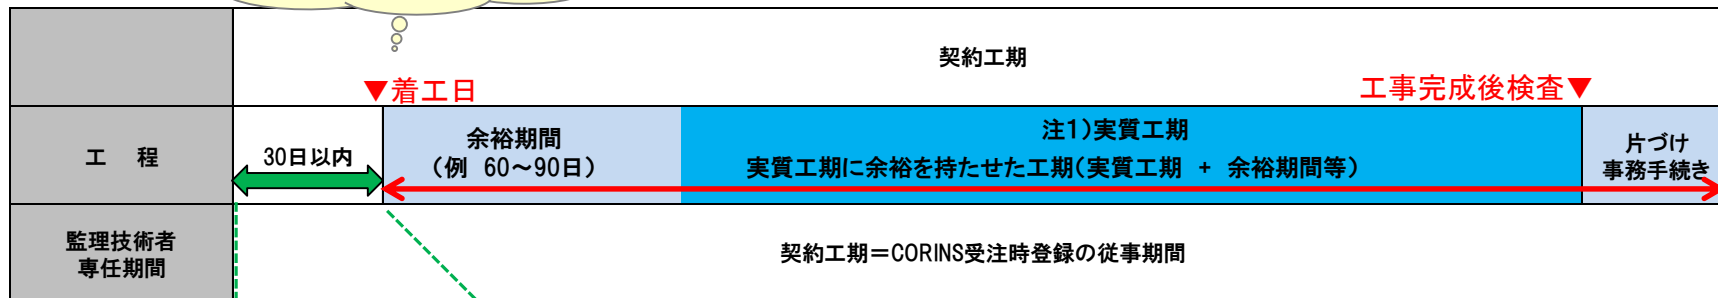 契約工期
▼着工日
工事完成後検査▼
工　程
30日以内
余裕期間
（例　60～90日）
注1)実質工期
実質工期に余裕を持たせた工期(実質工期　+　余裕期間等)
片づけ
事務手続き
監理技術者
専任期間
契約工期＝CORINS受注時登録の従事期間